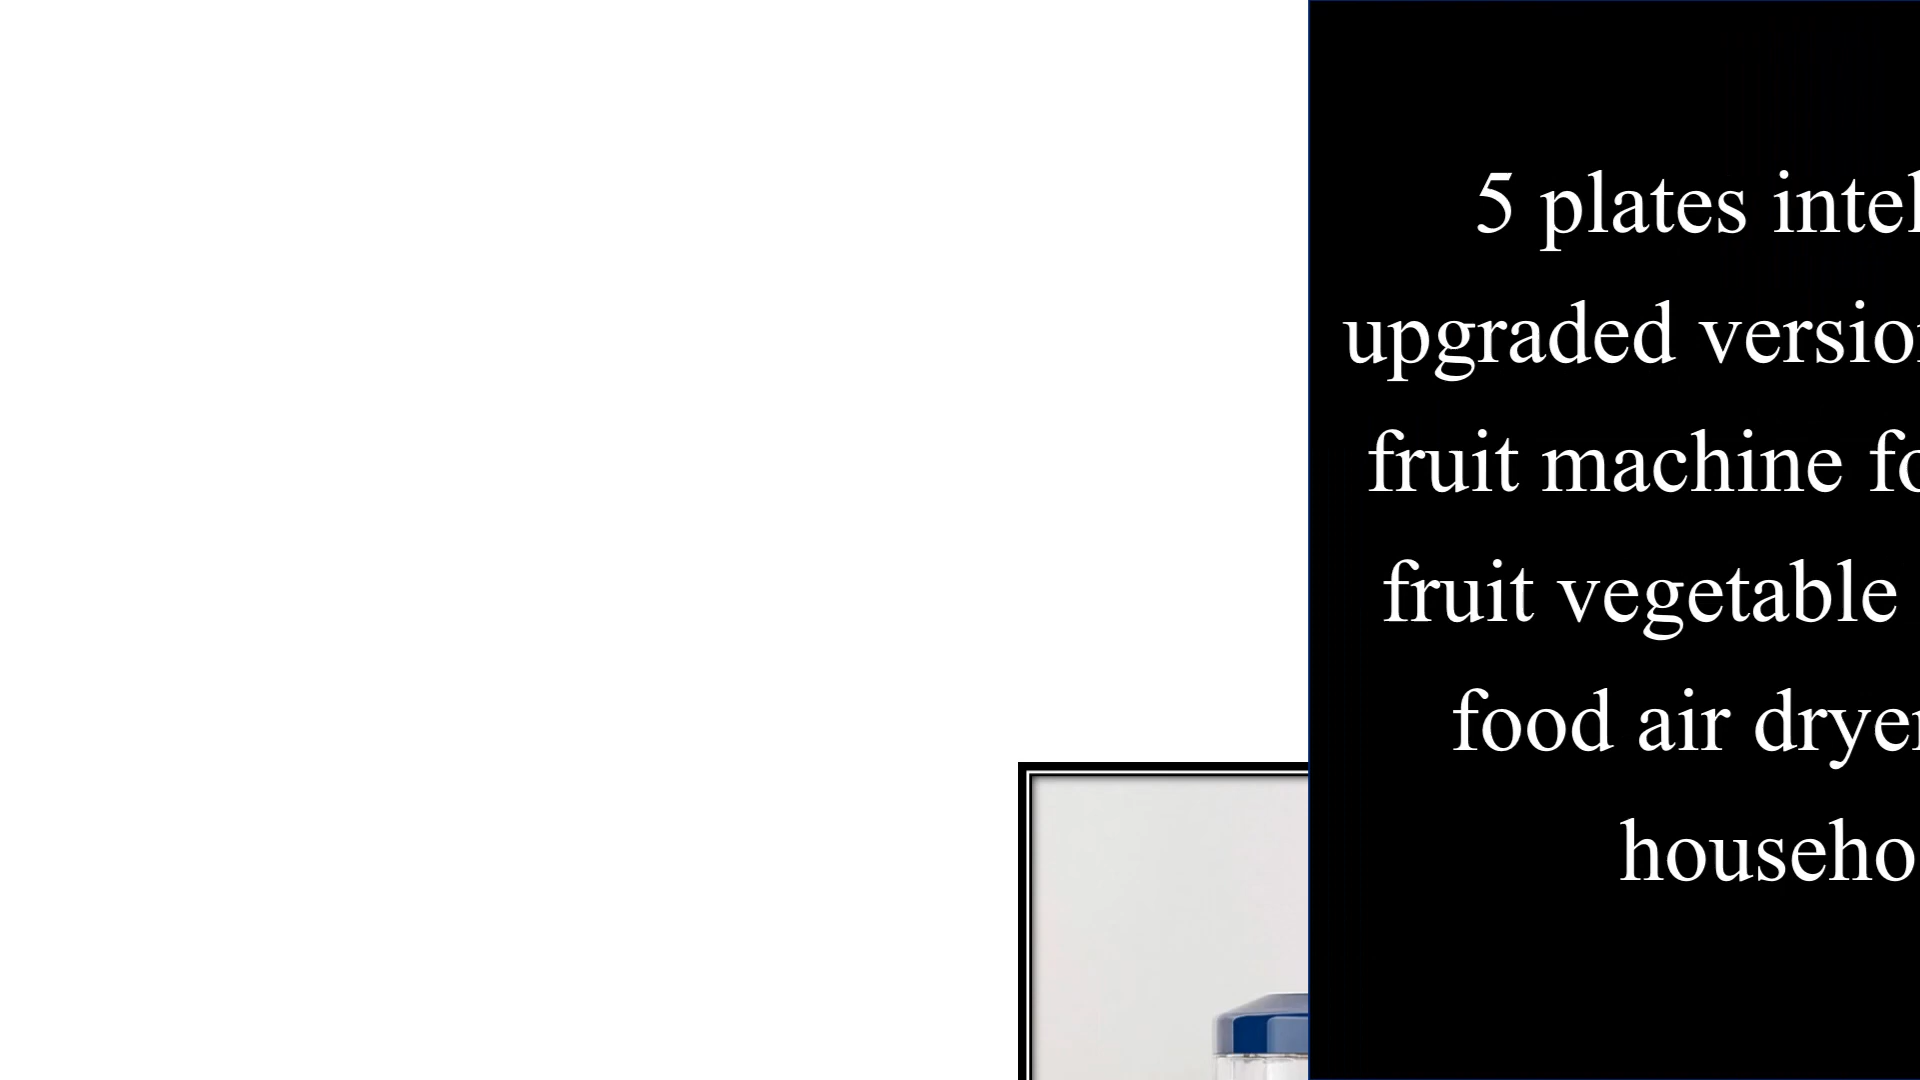 5 plates intel
upgraded versio
fruit machine fo
fruit vegetable
food air dryer
househo